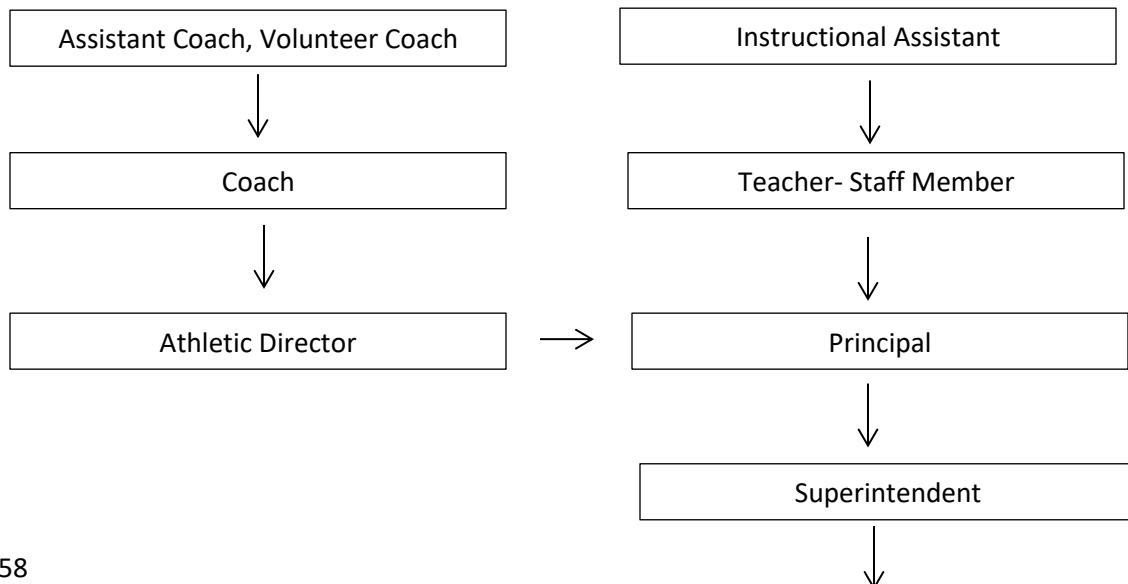 Assistant Coach, Volunteer Coach
Instructional Assistant
Coach
Teacher- Staff Member
Athletic Director
Principal
Superintendent
58